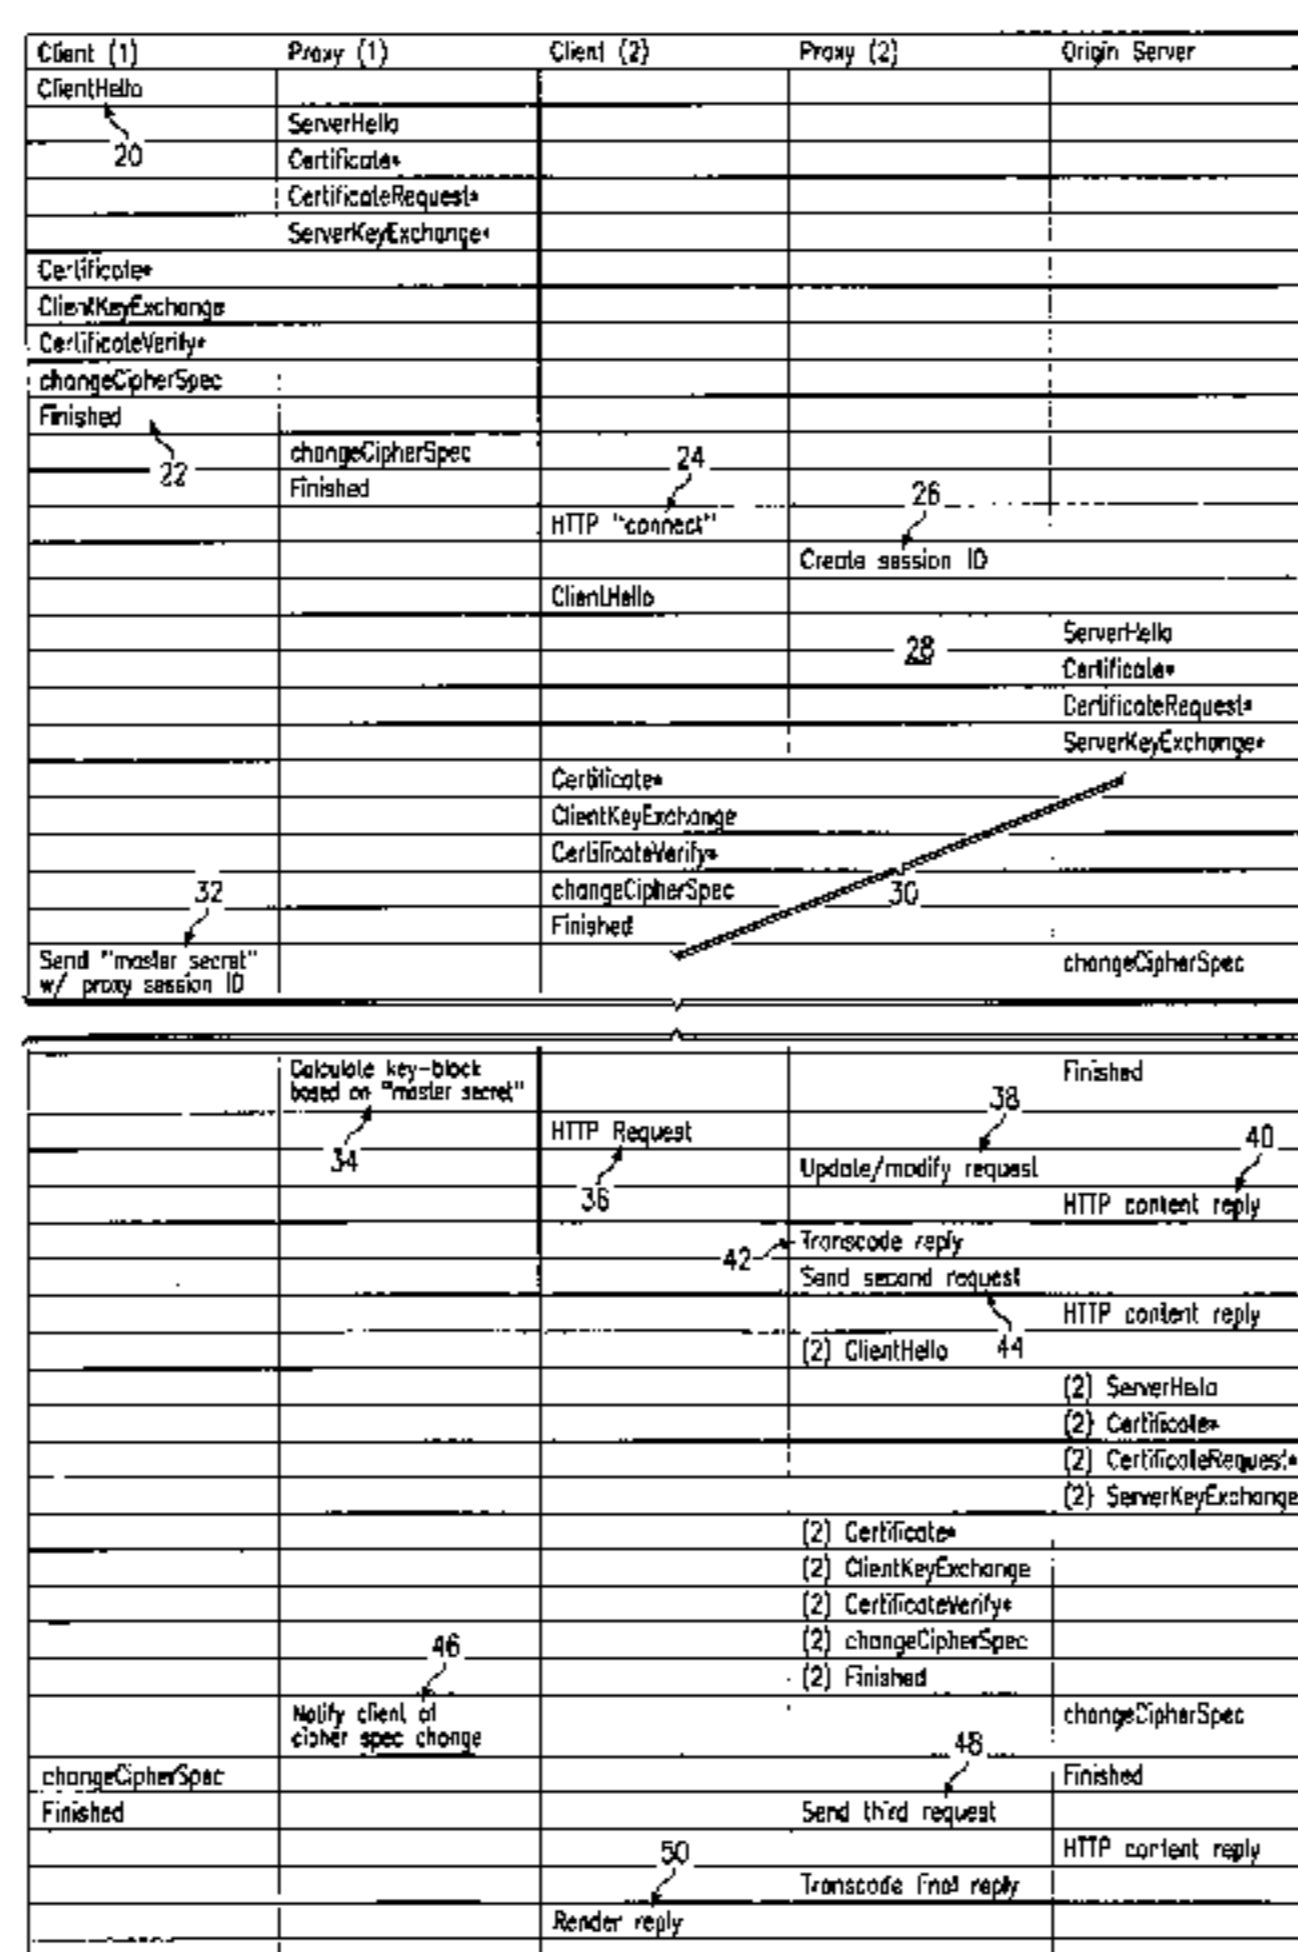 Client (1) Proxy (1) Client (2) Proxy (2) Origin Server
ClientHello
ServerHello
20
Certificate*
CertificateRequest*
ServerKeyExchange*
Certificate*
ClientKeyExchange
CertificateVerify*
changeCipherSpec
Finished
changeCipherSpec 24
22
Finished 26
HTTP "connect"
Create session ID
ClientHello
ServerHello
28
Certificate*
CertificateRequest*
ServerKeyExchange*
Certificate*
ClientKeyExchange
CertificateVerify*
32 changeCipherSpec 30
Finished
Send "master secret" changeCipherSpec
w/ proxy session ID
Calculate key-block Finished
based on "master secret" 38
HTTP Request 40
34 Update/modify request
36 HTTP content reply
Transcode reply
42
Send second request
HTTP content reply
(2) ClientHello 44
(2) ServerHello
(2) Certificate*
(2) CertificateRequest*
(2) ServerKeyExchange
(2) Certificate*
(2) ClientKeyExchange
(2) CertificateVerify*
46 (2) changeCipherSpec
(2) Finished
Notify client of changeCipherSpec
cipher spec change 48
changeCipherSpec Finished
Finished Send third request
50 HTTP content reply
Transcode final reply
Render reply